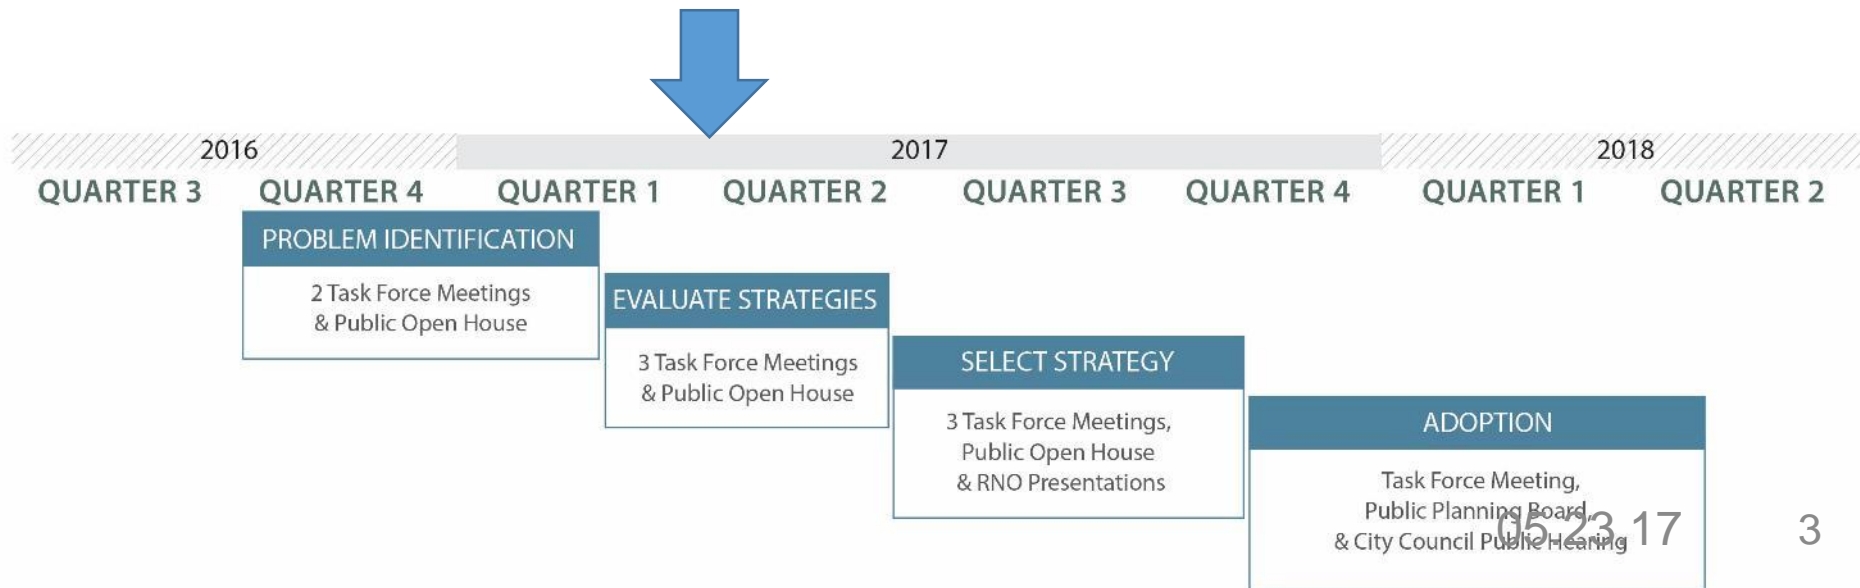 2016 2017 2018
QUARTER 3 QUARTER 4 QUARTER 1 QUARTER 2 QUARTER 3 QUARTER 4 QUARTER 1 QUARTER 2
PROBLEM IDENTIFICATION
2 Task Force Meetings
& Public Open House
EVALUATE STRATEGIES
3 Task Force Meetings
& Public Open House
SELECT STRATEGY
3 Task Force Meetings,
Public Open House
& RNO Presentations
ADOPTION
Task Force Meeting,
Public Planning Board,
& City Council Public Hearing
05.23.17 3